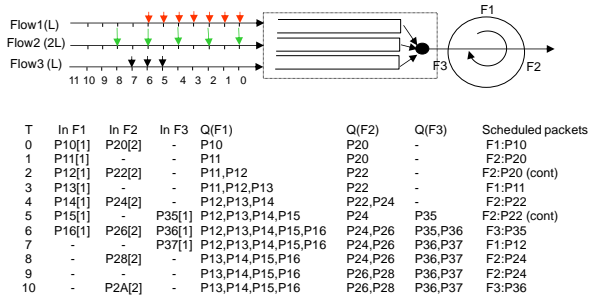 F1
Flow1(L)
Flow2 (2L)
Flow3 (L)
F3
F2
11 10 9 8 7 6 5 4 3 2 1 0
T In F1 In F2 In F3 Q(F1) Q(F2) Q(F3) Scheduled packets
0 P10[1] P20[2] - P10 P20 - F1:P10
1 P11[1] - - P11 P20 - F2:P20
2 P12[1] P22[2] - P11,P12 P22 - F2:P20 (cont)
3 P13[1] - - P11,P12,P13 P22 - F1:P11
4 P14[1] P24[2] - P12,P13,P14 P22,P24 - F2:P22
5 P15[1] - P35[1] P12,P13,P14,P15 P24 P35 F2:P22 (cont)
6 P16[1] P26[2] P36[1] P12,P13,P14,P15,P16 P24,P26 P35,P36 F3:P35
7 - - P37[1] P12,P13,P14,P15,P16 P24,P26 P36,P37 F1:P12
8 - P28[2] - P13,P14,P15,P16 P24,P26 P36,P37 F2:P24
9 - - - P13,P14,P15,P16 P26,P28 P36,P37 F2:P24
10 - P2A[2] - P13,P14,P15,P16 P26,P28 P36,P37 F3:P36